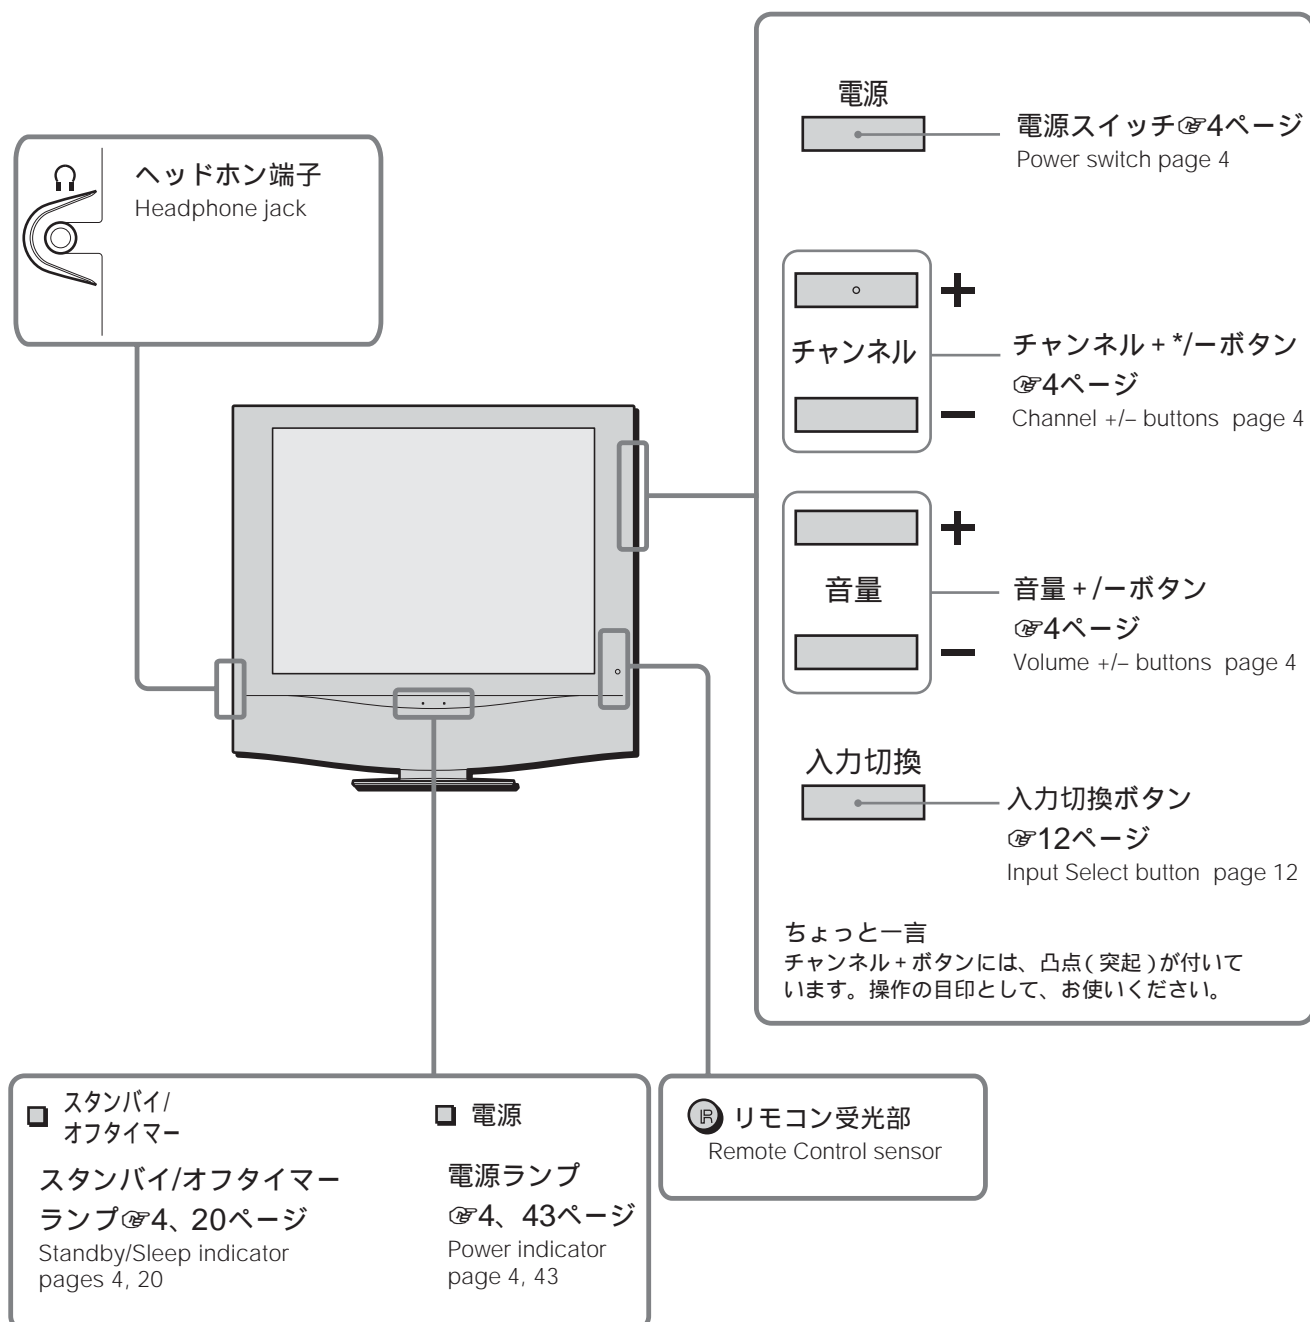 ヘッドホン端子
Headphone jack
電源
電源スイッチ☞4ページ
Power switch page 4
+
チャンネル
−
チャンネル+*/ーボタン
☞4ページ
Channel +/– buttons page 4
+
音量
−
音量+/ーボタン
☞4ページ
Volume +/– buttons page 4
入力切換
入力切換ボタン
☞12ページ
Input Select button page 12
ちょっと一言
チャンネル+ボタンには、凸点(突起)が付いて
います。操作の目印として、お使いください。
スタンバイ/
オフタイマー
スタンバイ/オフタイマー
ランプ☞4、20ページ
Standby/Sleep indicator
pages 4, 20
電源
電源ランプ
☞4、43ページ
Power indicator
page 4, 43
リモコン受光部
Remote Control sensor